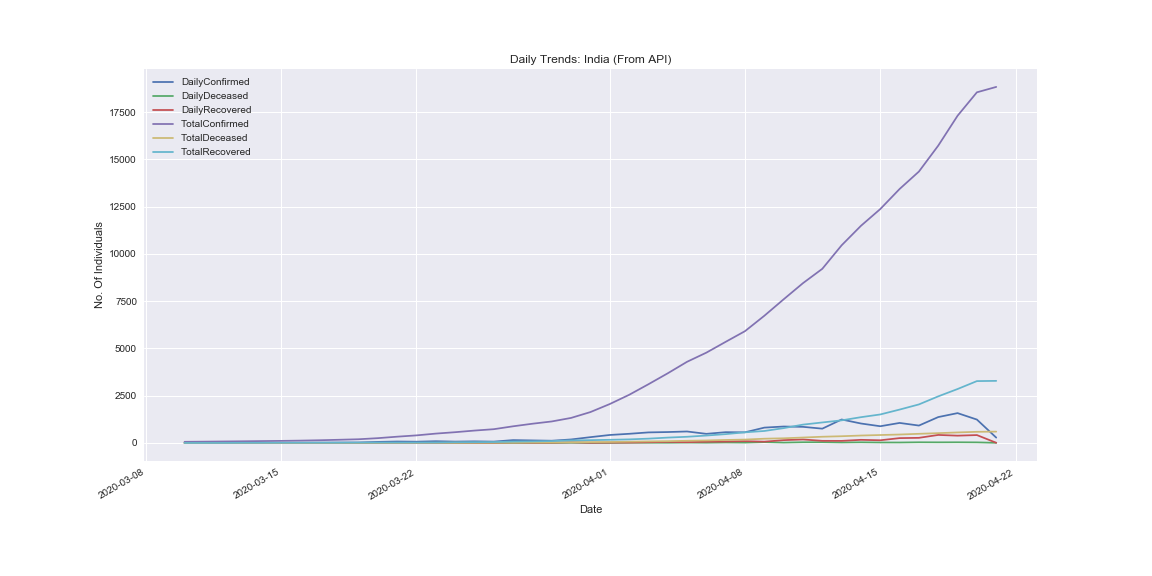 Daily Trends: India (From API)
DailyConfirmed
DailyDeceased
DailyRecovered
TotalConfirmed
TotalDeceased
TotalRecovered
No. Of Individuals
17500
15000
12500
10000
7500
5000
2500
0
2020-03-08
2020-03-15
2020-03-22
2020-04-01
2020-04-08
2020-04-15
2020-04-22
Date